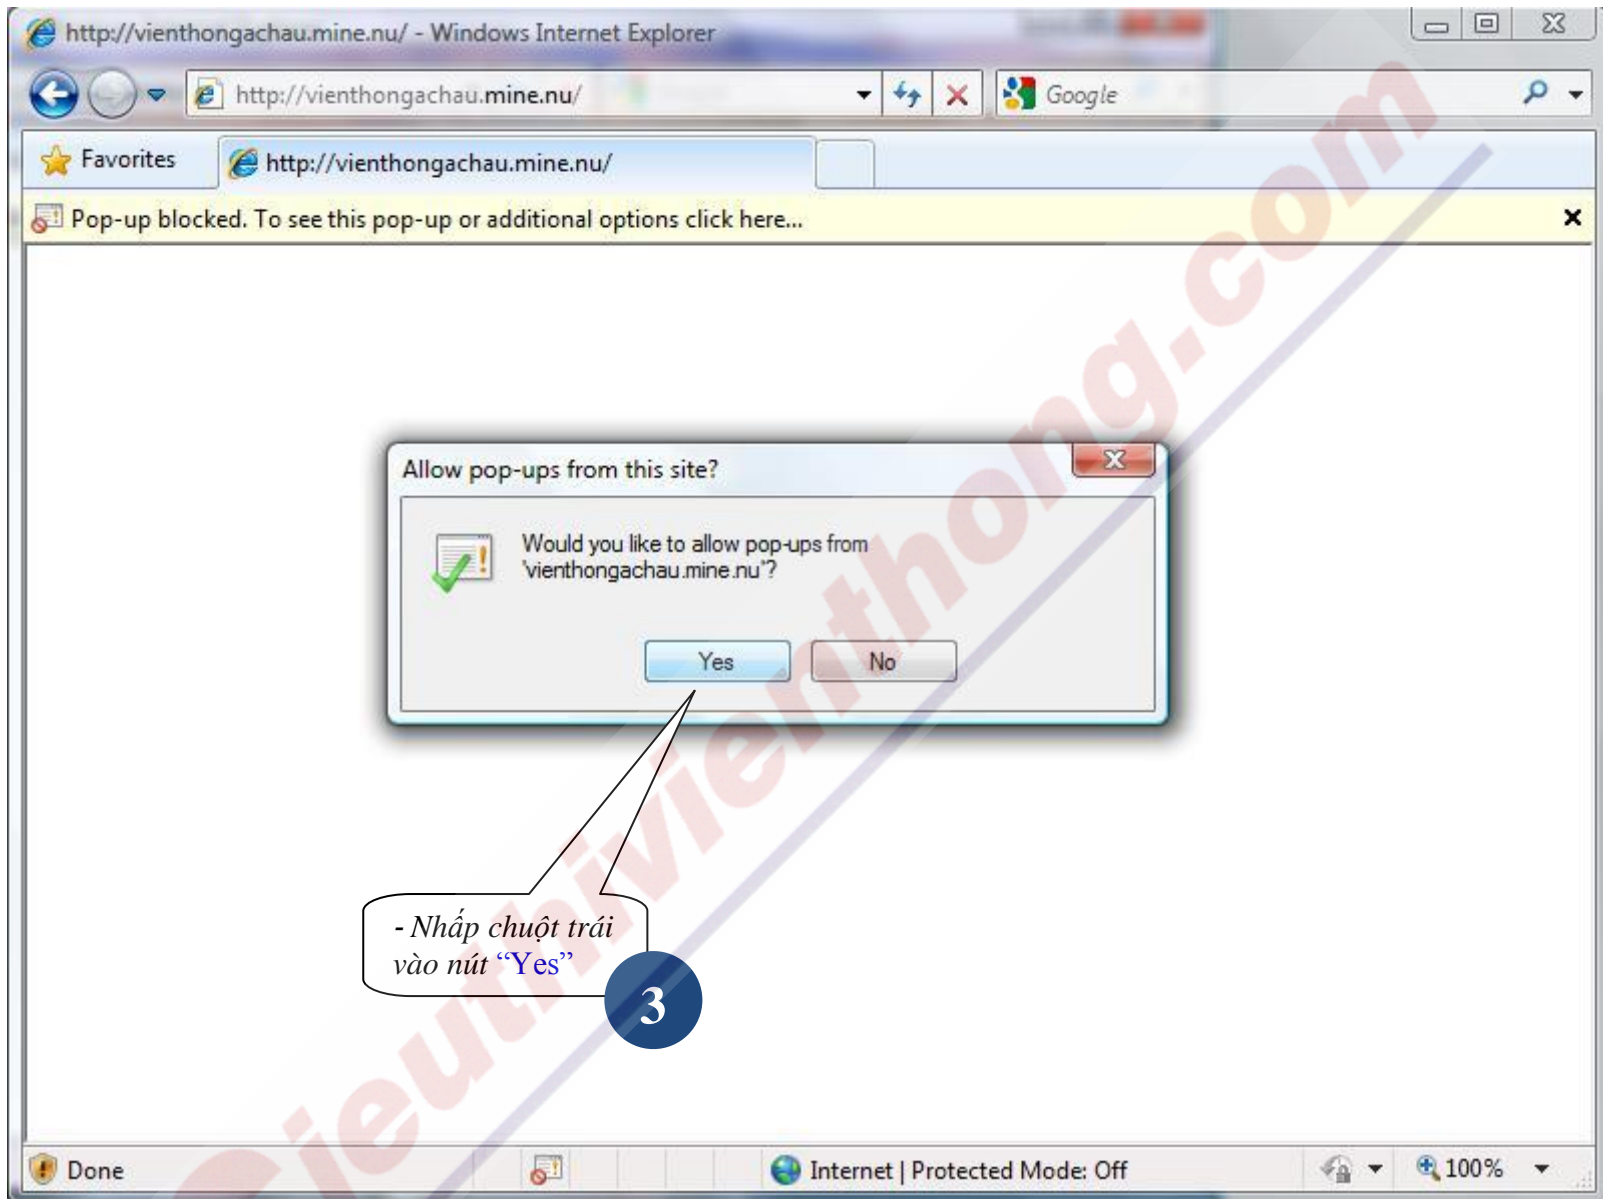 http://vienthongachau.mine.nu/ - Windows Internet Explorer
http://vienthongachau.mine.nu/
Google
Favorites
http://vienthongachau.mine.nu/
Pop-up blocked. To see this pop-up or additional options click here...
Allow pop-ups from this site?
Would you like to allow pop-ups from
'vienthongachau.mine.nu'?
Yes
No
- Nhấp chuột trái
vào nút “Yes”
3
Done
Internet | Protected Mode: Off
100%
Sieuthivienthong.com